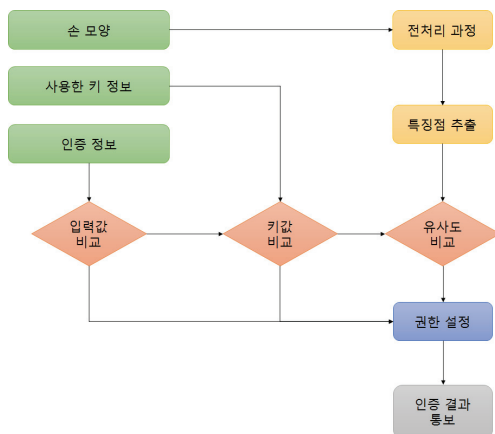 손 모양
전처리 과정
사용한 키 정보
특징점 추출
인증 정보
입력값
비교
키값
비교
유사도
비교
권한 설정
인증 결과
통보